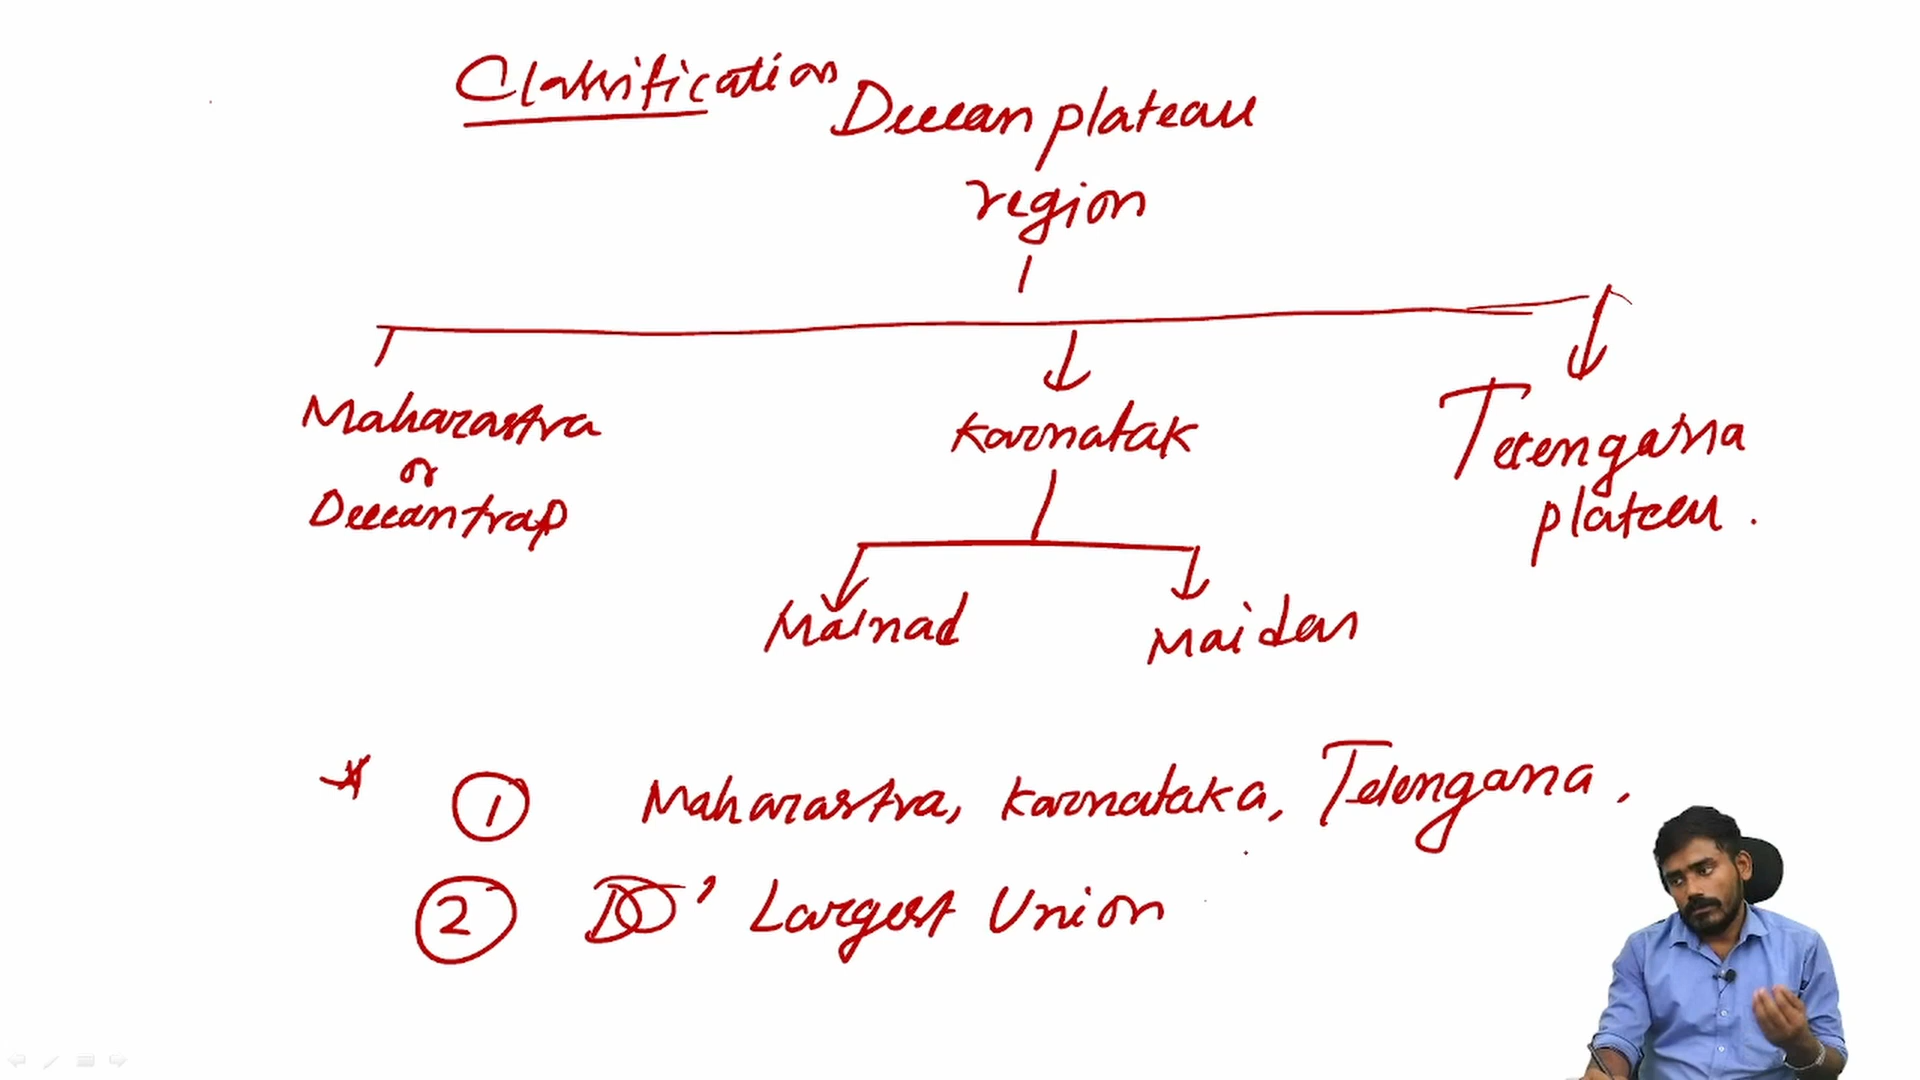 Classification
Deccan plateau
region
Maharastra
or
Deccan trap
Karnatak
Telengana
plateau.
Malnad
Maidan
1 Maharastra, Karnataka, Telengana,
2 Largest Union